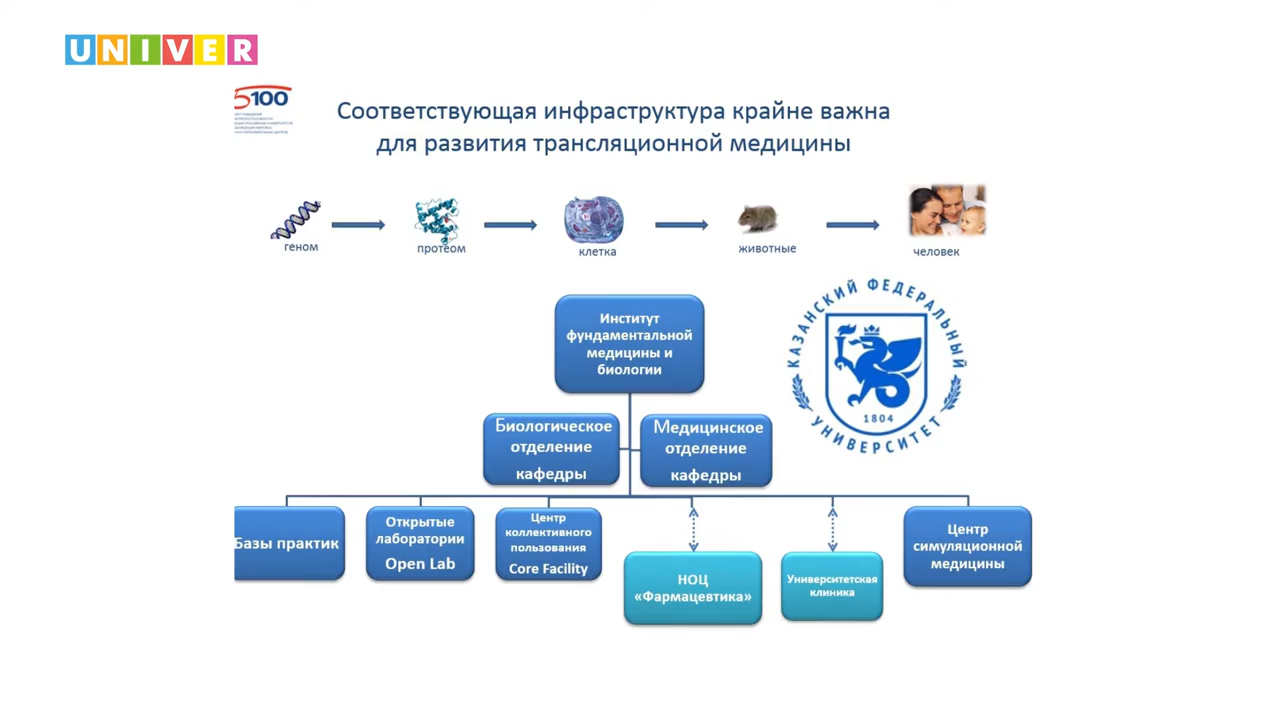 UNIVER
5100
Соответствующая инфраструктура крайне важна
для развития трансляционной медицины
геном
протеом
клетка
животные
человек
КАЗАНСКИЙ ФЕДЕРАЛЬНЫЙ
УНИВЕРСИТЕТ
1804
Институт
фундаментальной
медицины и
биологии
Биологическое
отделение
кафедры
Медицинское
отделение
кафедры
Базы практик
Открытые
лаборатории
Open Lab
Центр
коллективного
пользования
Core Facility
НОЦ
«Фармацевтика»
Университетская
клиника
Центр
симуляционной
медицины